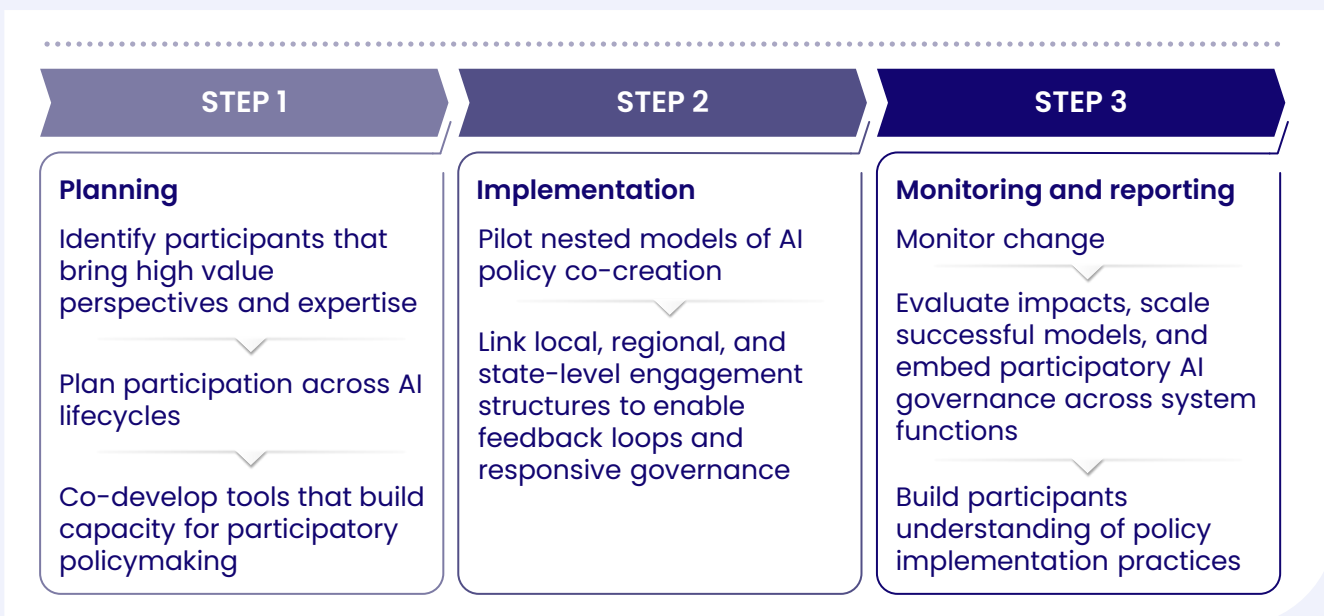 STEP 1
Planning
Identify participants that
bring high value
perspectives and expertise
Plan participation across AI
lifecycles
Co-develop tools that build
capacity for participatory
policymaking
STEP 2
Implementation
Pilot nested models of AI
policy co-creation
Link local, regional, and
state-level engagement
structures to enable
feedback loops and
responsive governance
STEP 3
Monitoring and reporting
Monitor change
Evaluate impacts, scale
successful models, and
embed participatory AI
governance across system
functions
Build participants
understanding of policy
implementation practices